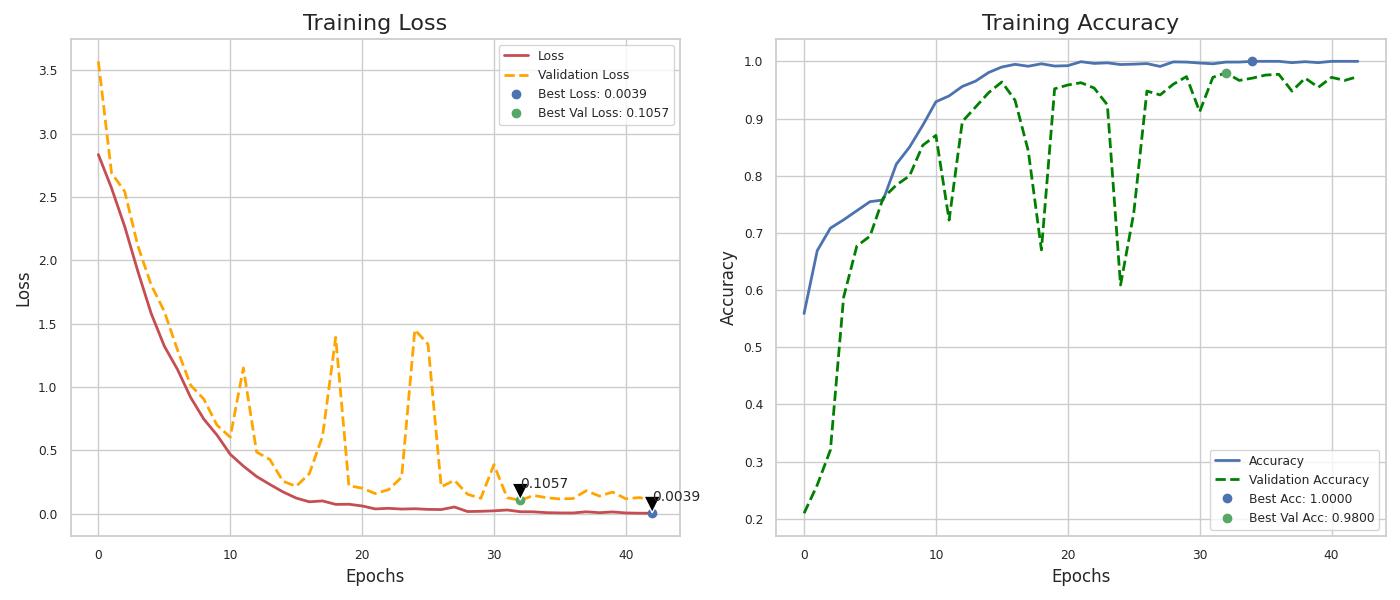 Training Loss
Loss
Validation Loss
Best Loss: 0.0039
Best Val Loss: 0.1057
3.5
3.0
2.5
2.0
1.5
1.0
0.5
0.0
Loss
0.1057
0.0039
0 10 20 30 40
Epochs
Training Accuracy
1.0
0.9
0.8
0.7
0.6
0.5
0.4
0.3
0.2
Accuracy
Accuracy
Validation Accuracy
Best Acc: 1.0000
Best Val Acc: 0.9800
0 10 20 30 40
Epochs